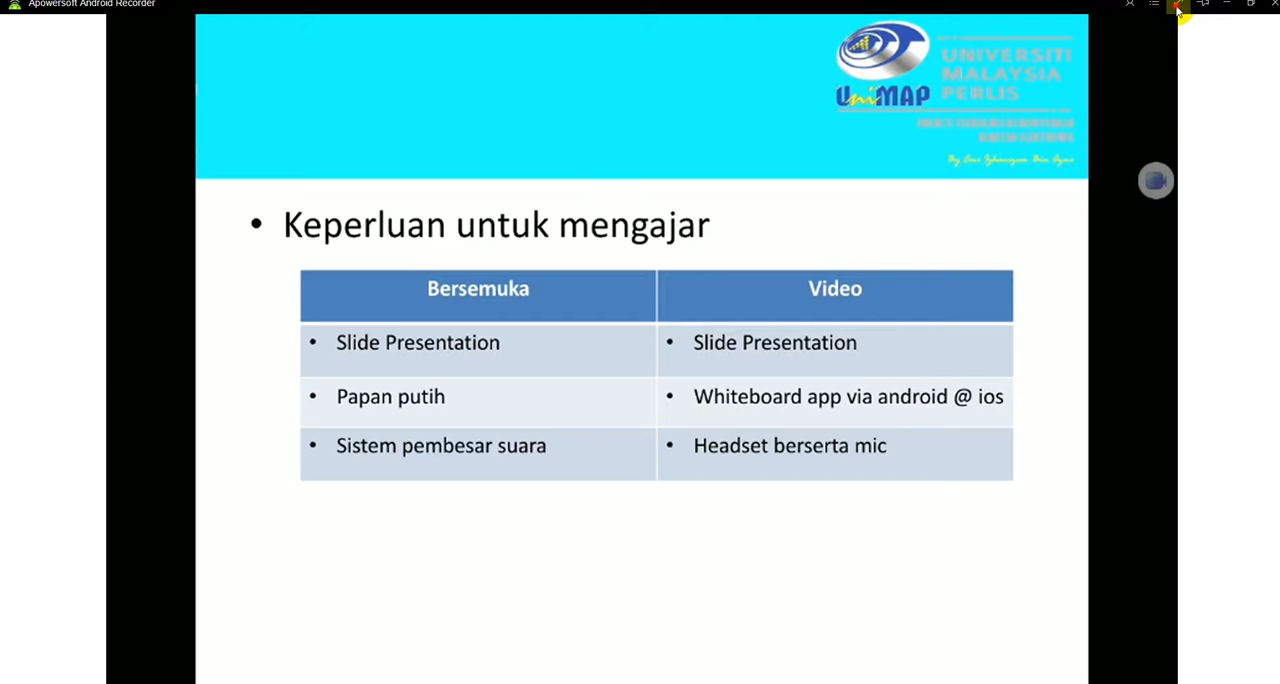 Apowersoft Android Recorder
UNIVERSITI
MALAYSIA
PERLIS
UniMAP
• Keperluan untuk mengajar
Bersemuka
Video
• Slide Presentation
• Slide Presentation
• Papan putih
• Whiteboard app via android @ ios
• Sistem pembesar suara
• Headset berserta mic